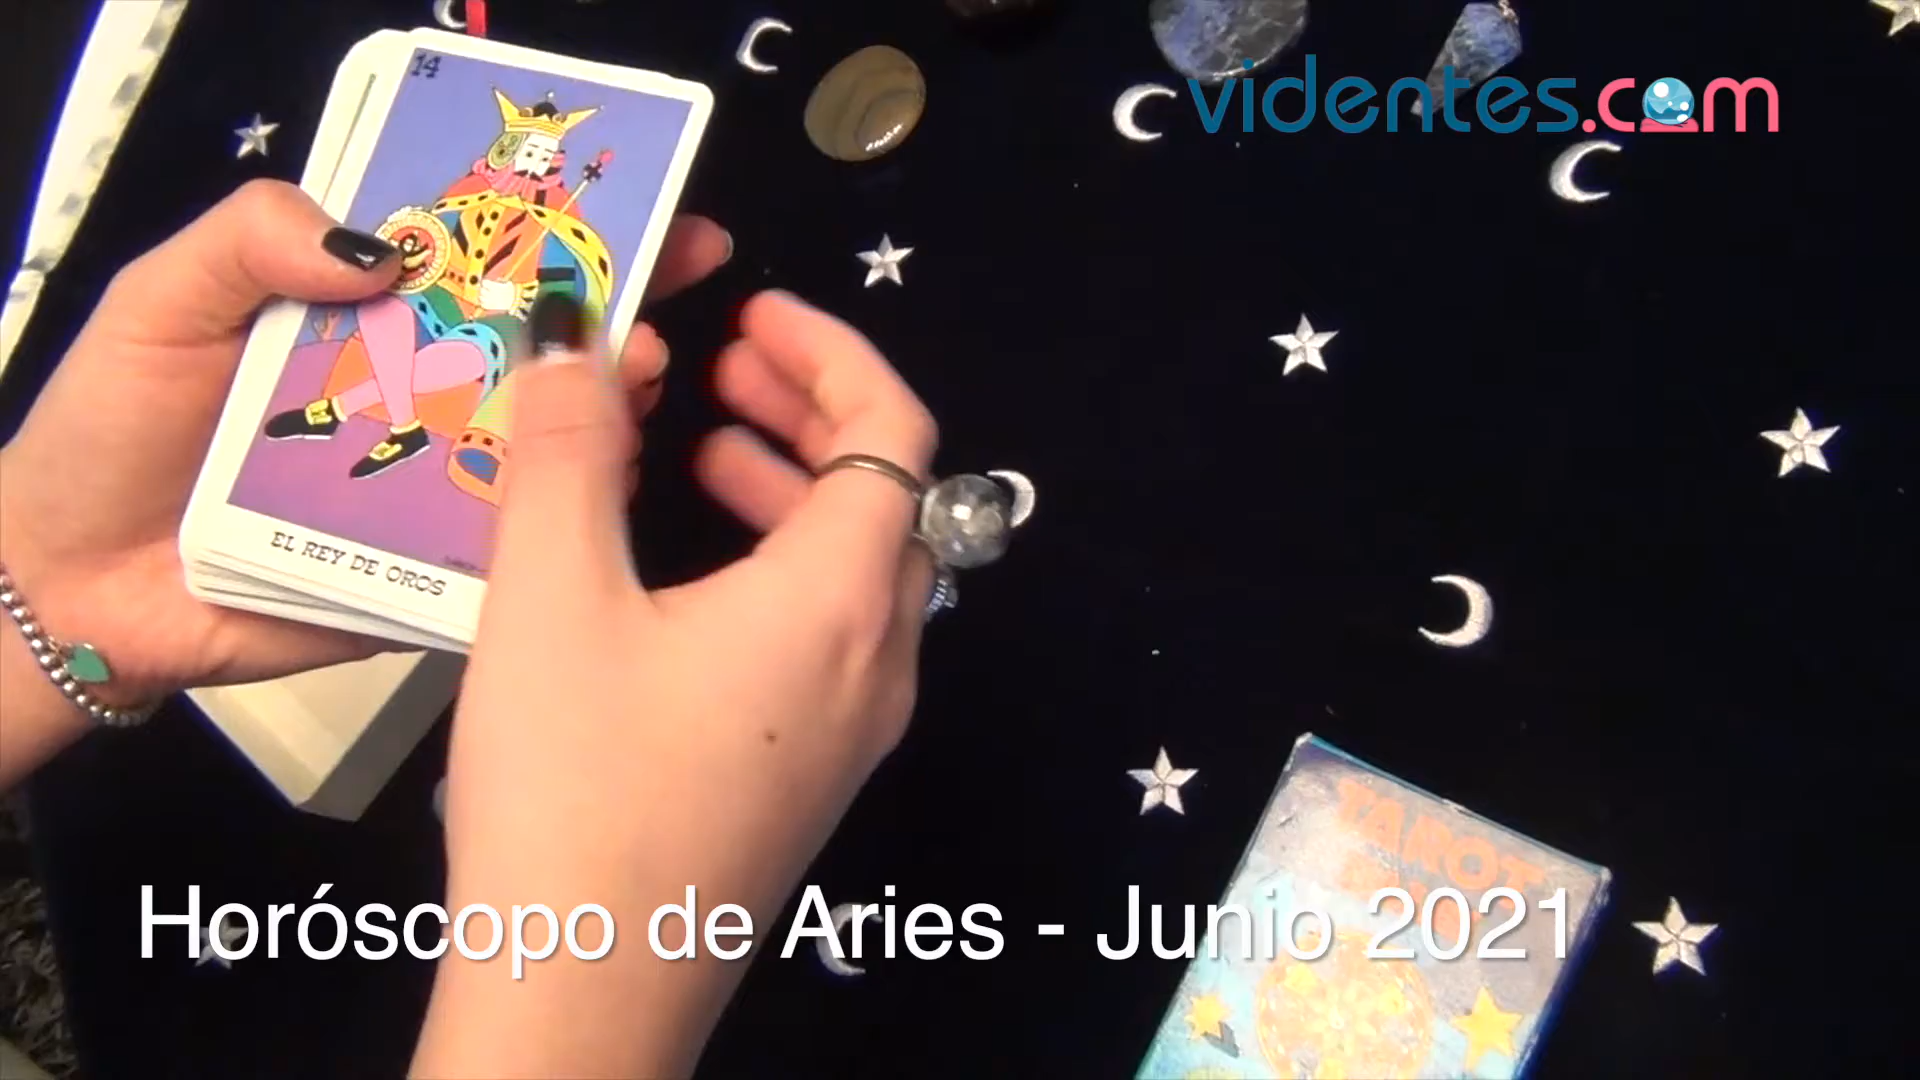 14
videntes.com
EL REY DE OROS
TAROT
Horóscopo de Aries - Junio 2021